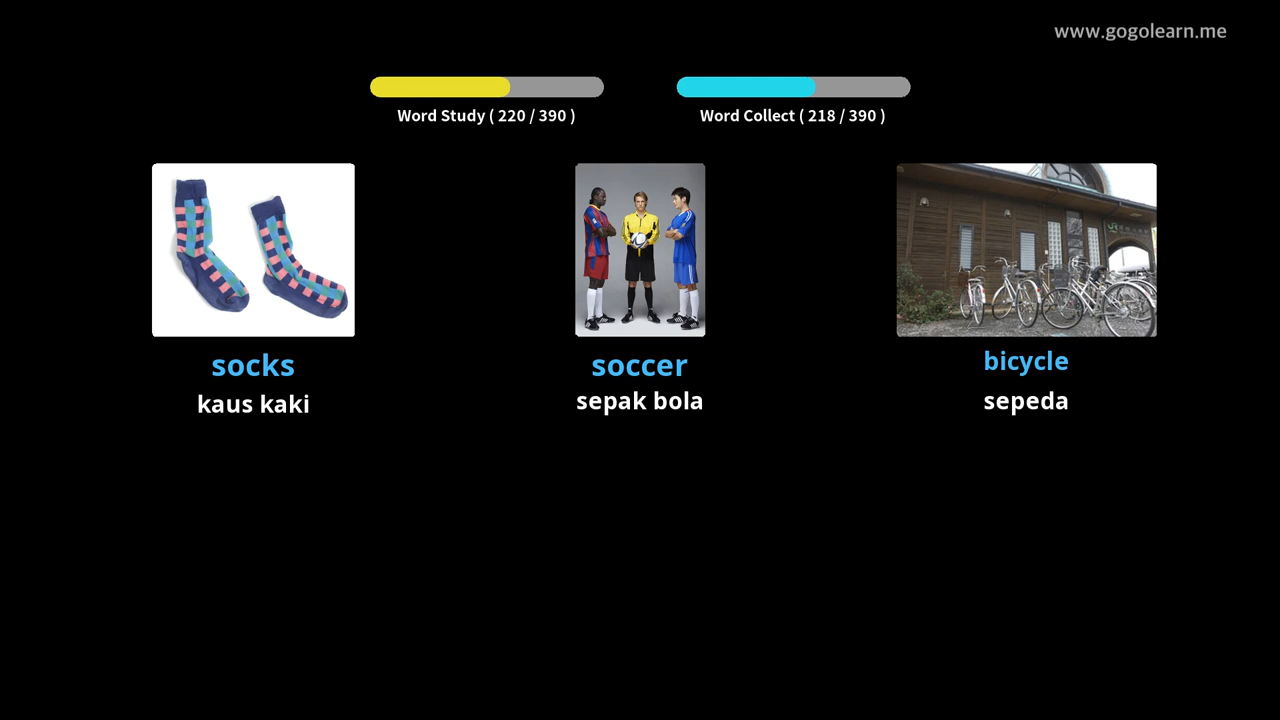 www.gogolearn.me
Word Study ( 220 / 390 )
Word Collect ( 218 / 390 )
socks
kaus kaki
soccer
sepak bola
bicycle
sepeda
JR